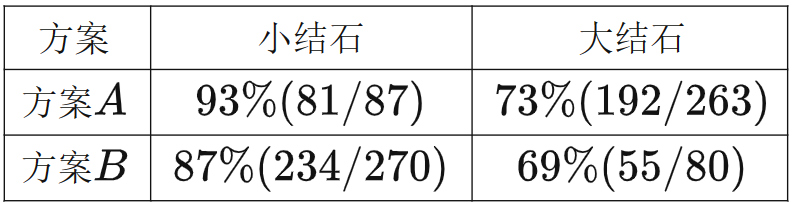 方案 小结石 大结石
方案A 93%(81/87) 73%(192/263)
方案B 87%(234/270) 69%(55/80)